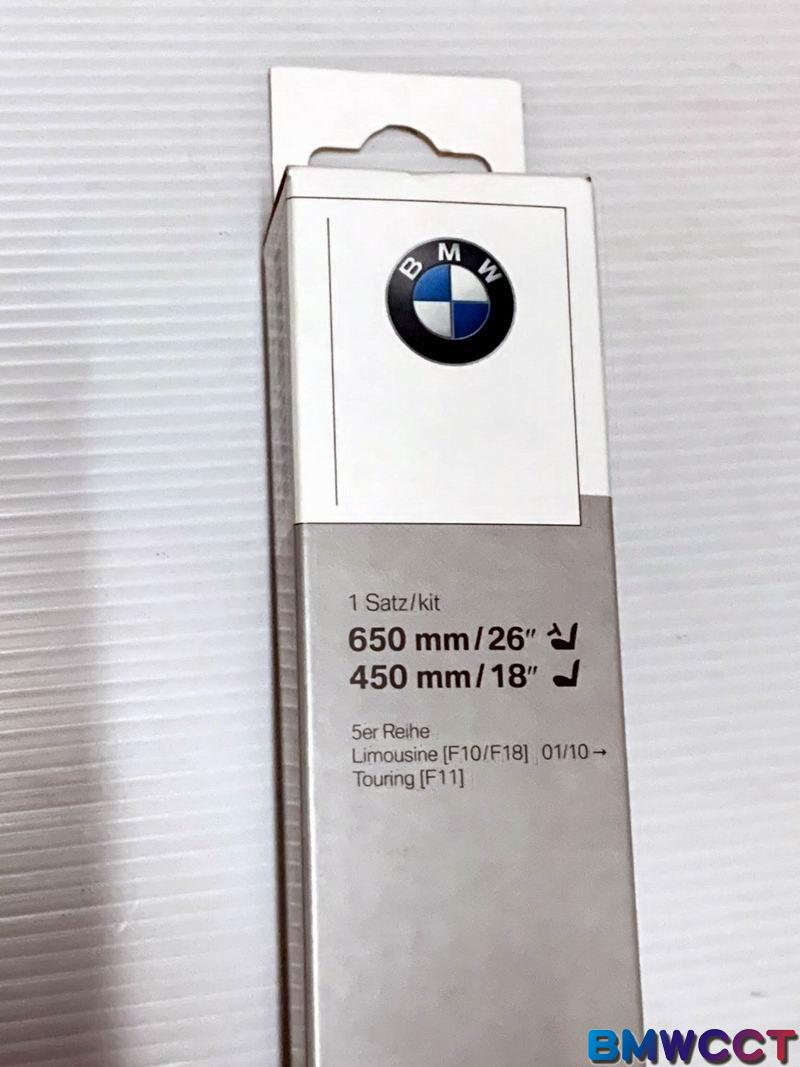 BMW
1 Satz/kit
650 mm/26"
450 mm/18"
5er Reihe
Limousine [F10/F18] 01/10→
Touring [F11]
BMWCCT